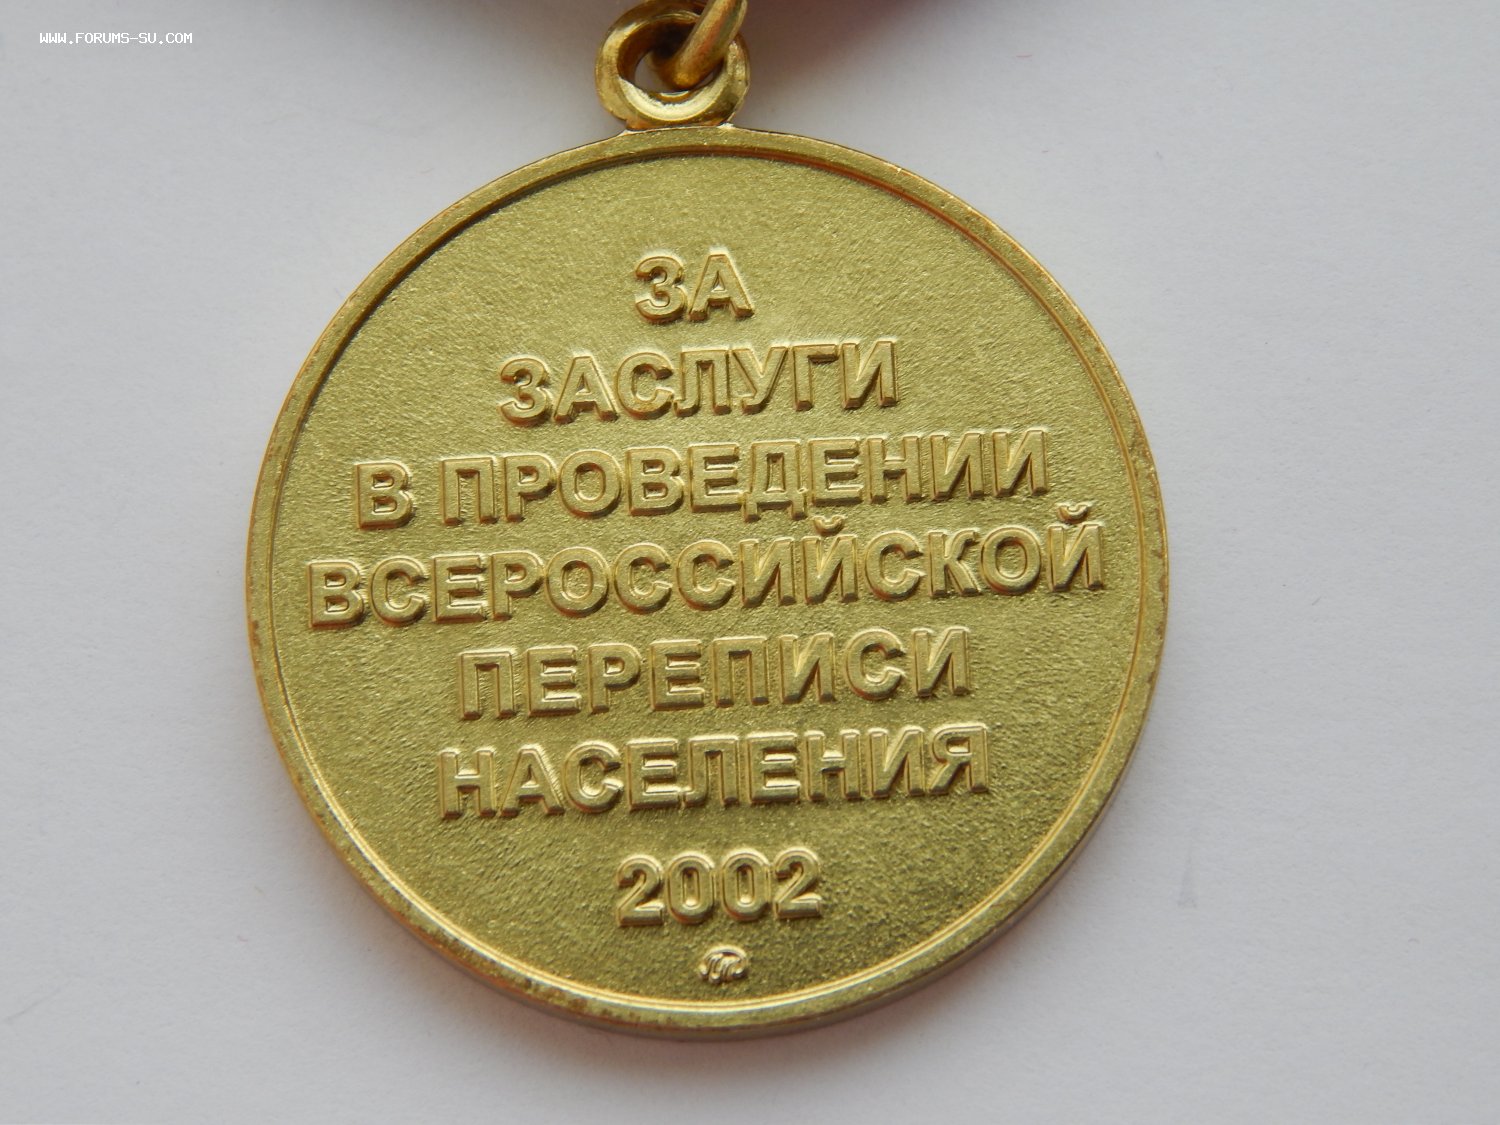 WWW.FORUMS-SU.COM
ЗА
ЗАСЛУГИ
В ПРОВЕДЕНИИ
ВСЕРОССИЙСКОЙ
ПЕРЕПИСИ
НАСЕЛЕНИЯ
2002